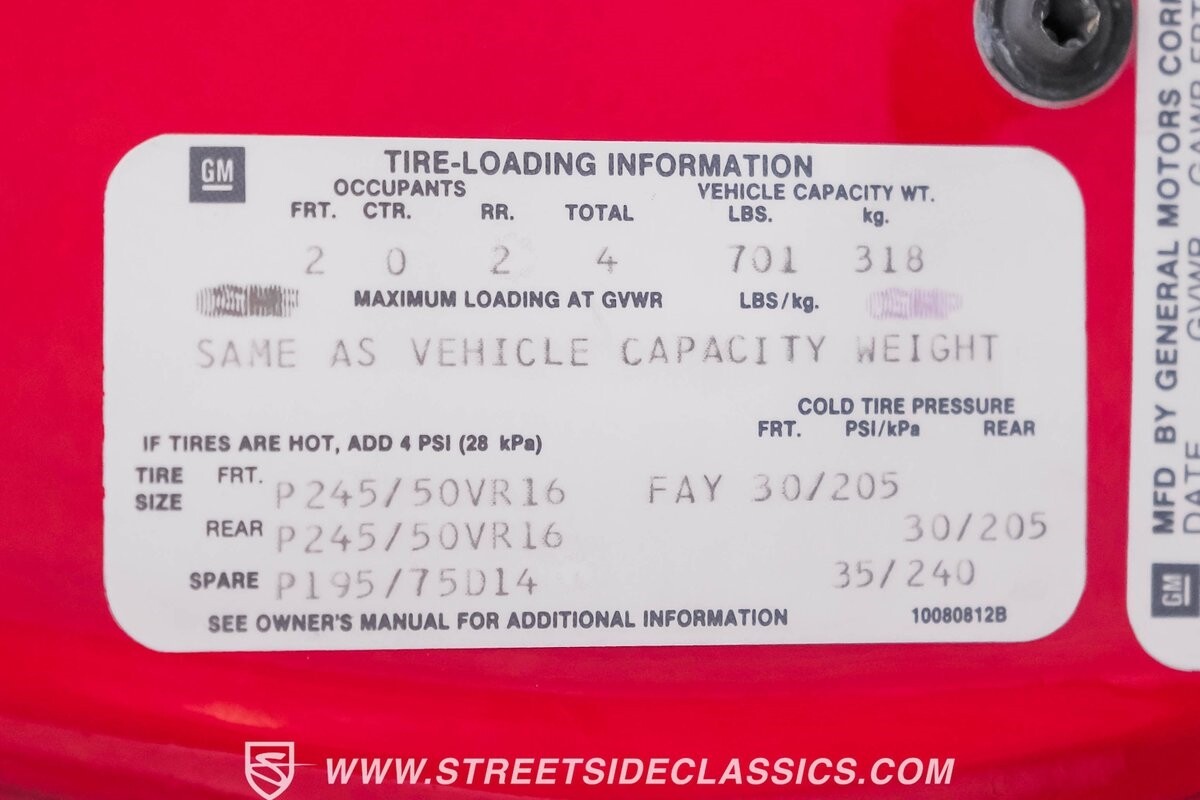 GM
TIRE-LOADING INFORMATION
OCCUPANTS VEHICLE CAPACITY WT.
FRT. CTR. RR. TOTAL LBS. kg.
2 0 2 4 701 318
MAXIMUM LOADING AT GVWR LBS/kg.
SAME AS VEHICLE CAPACITY WEIGHT
COLD TIRE PRESSURE
FRT. PSI/kPa REAR
IF TIRES ARE HOT, ADD 4 PSI (28 kPa)
TIRE SIZE FRT. P245/50VR16 FAY 30/205
REAR P245/50VR16 30/205
SPARE P195/75D14 35/240
SEE OWNER'S MANUAL FOR ADDITIONAL INFORMATION 10080812B
MFD BY GENERAL MOTORS CORP
DATE GVWR GAWR
GM
WWW.STREETSIDECLASSICS.COM